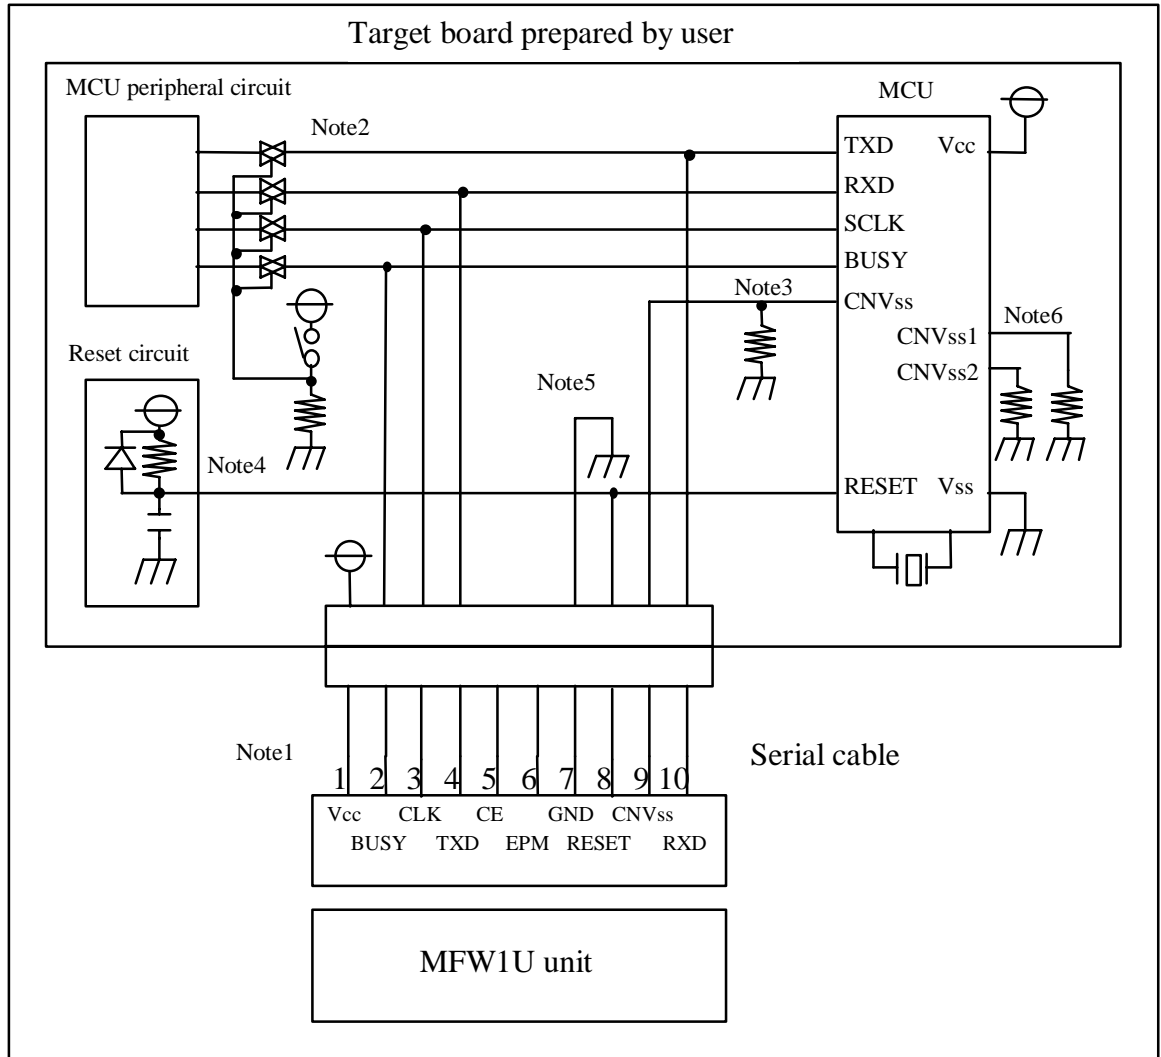 Target board prepared by user
MCU peripheral circuit
MCU
Note2
TXD Vcc
RXD
SCLK
BUSY
Note3
CNVss
Note6
CNVss1
Reset circuit
CNVss2
Note5
Note4
RESET Vss
Note1
Serial cable
1 2 3 4 5 6 7 8 9 10
Vcc CLK CE GND CNVss
BUSY TXD EPM RESET RXD
MFW1U unit